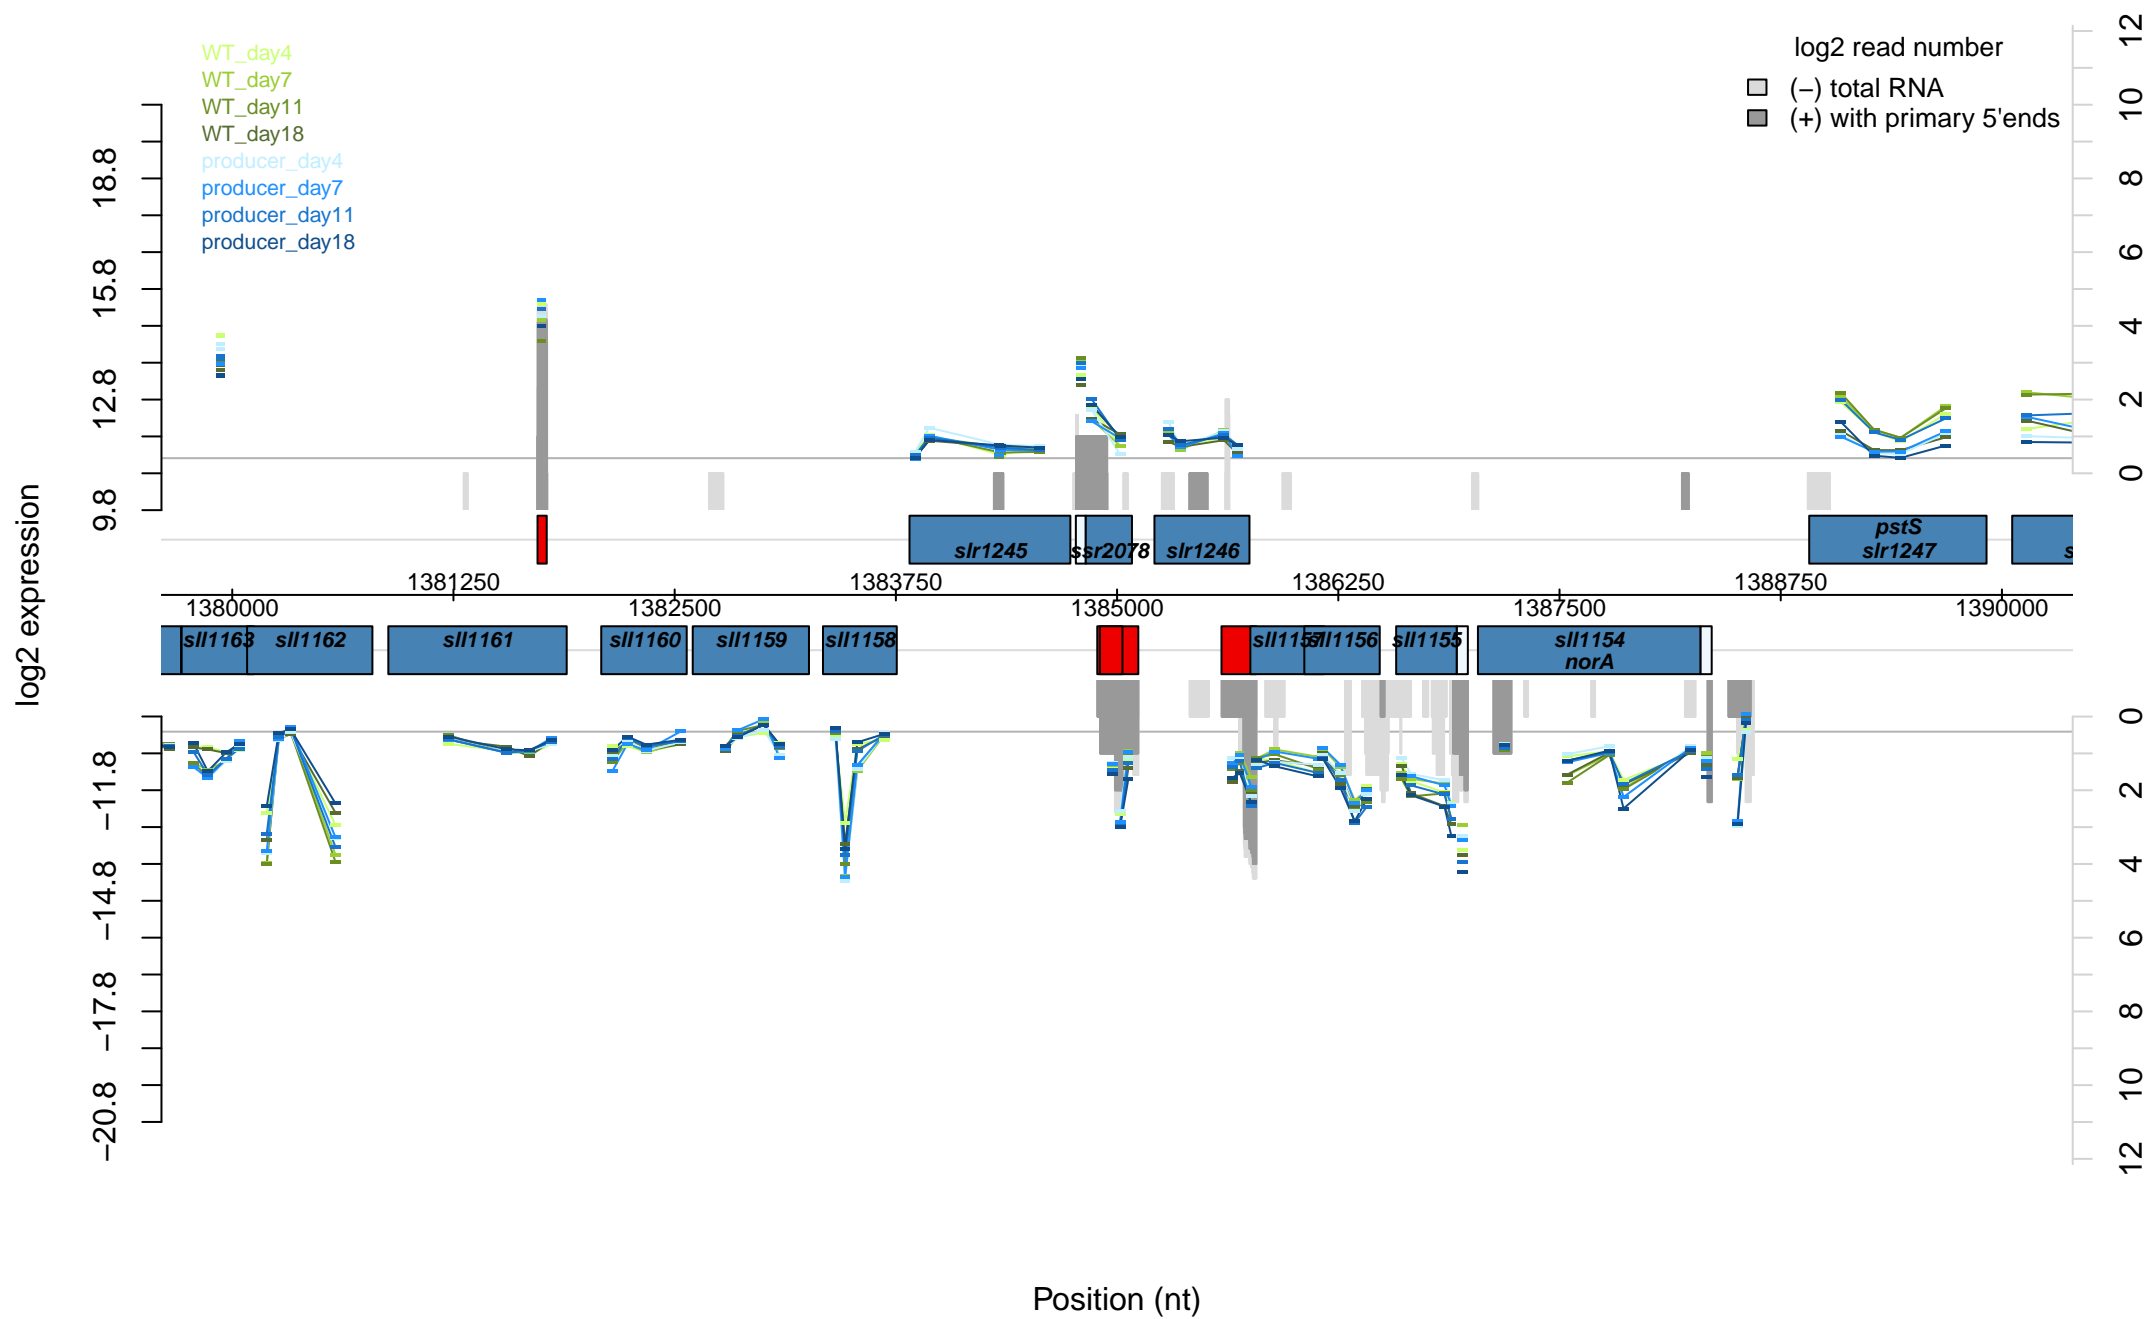 WT_day4
WT_day7
WT_day11
WT_day18
producer_day4
producer_day7
producer_day11
producer_day18
log2 read number
(−) total RNA
(+) with primary 5'ends
log2 expression
18.8
15.8
12.8
9.8
12
10
8
6
4
2
0
pstS
slr1245
ssr2078
slr1246
slr1247
s
1381250
1383750
1386250
1388750
1380000
1382500
1385000
1387500
1390000
sll1163
sll1162
sll1161
sll1160
sll1159
sll1158
sll1157
sll1156
sll1155
sll1154
norA
−11.8
−14.8
−17.8
−20.8
0
2
4
6
8
10
12
Position (nt)